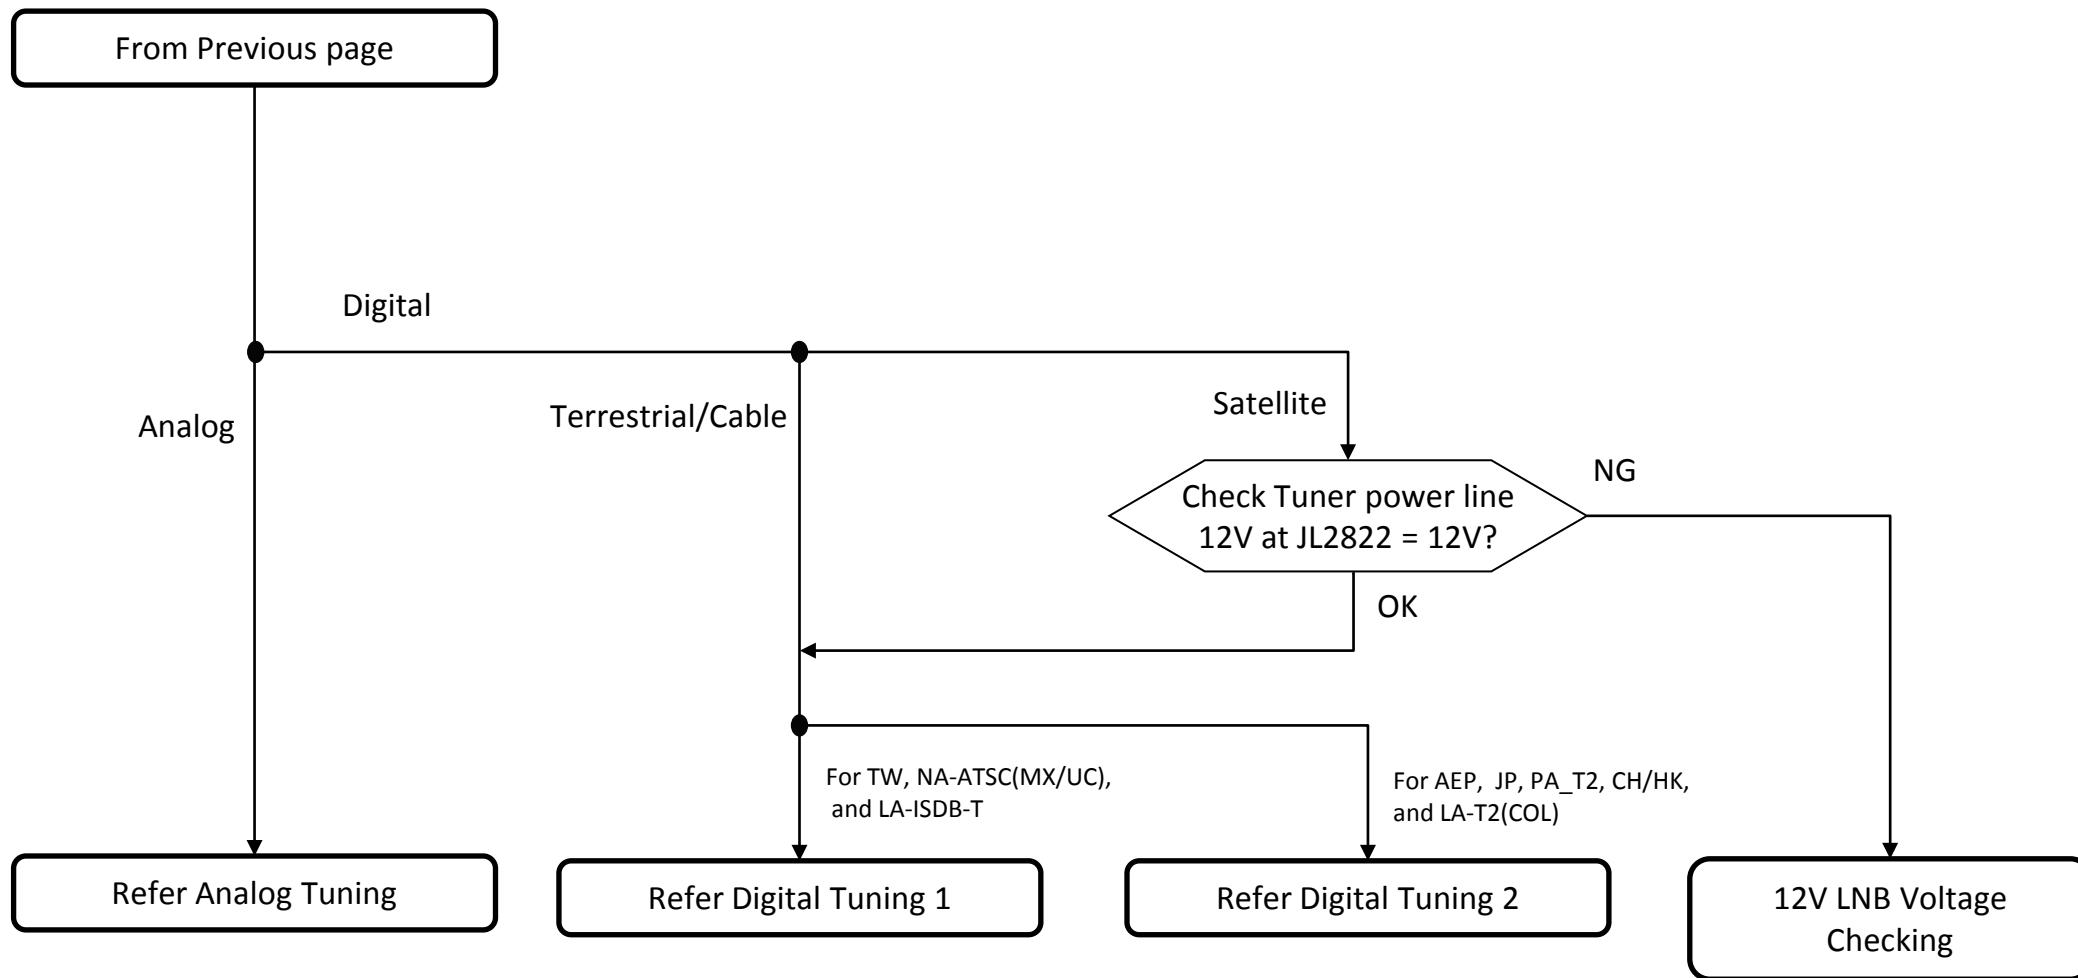 From Previous page
Digital
Analog
Terrestrial/Cable
Satellite
NG
Check Tuner power line
12V at JL2822 = 12V?
OK
For TW, NA-ATSC(MX/UC),
and LA-ISDB-T
For AEP, JP, PA_T2, CH/HK,
and LA-T2(COL)
Refer Analog Tuning
Refer Digital Tuning 1
Refer Digital Tuning 2
12V LNB Voltage
Checking